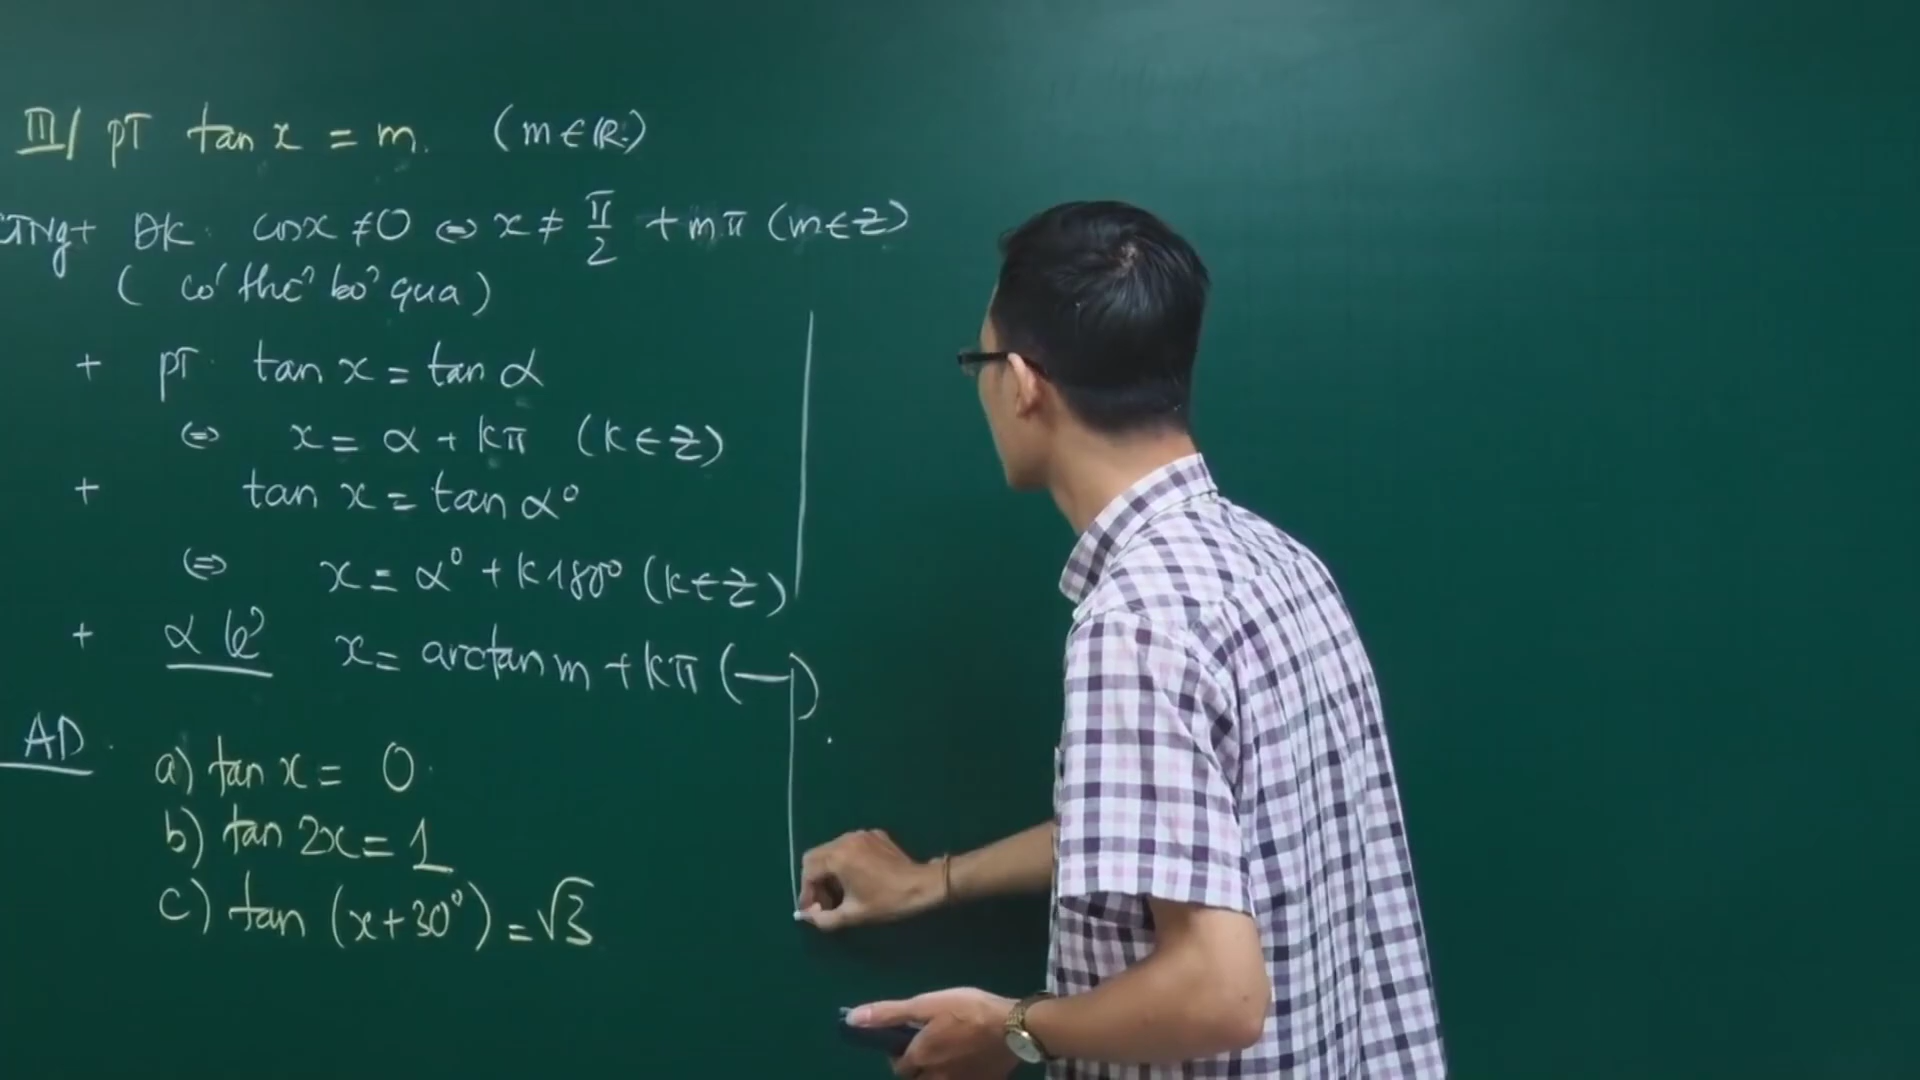 III/ PT tan x = m. (m ∈ R)
CTNg+ ĐK: cosx ≠ 0 ⇔ x ≠ π/2 + mπ (m ∈ Z)
( có thể bỏ qua )
+ PT. tan x = tan α
⇔ x = α + kπ (k ∈ Z)
+ tan x = tan α°
⇔ x = α° + k180° (k ∈ Z)
+ α lẻ x = arctan m + kπ (—).
AD.
a) tan x = 0.
b) tan 2x = 1
c) tan (x+30°) = √3